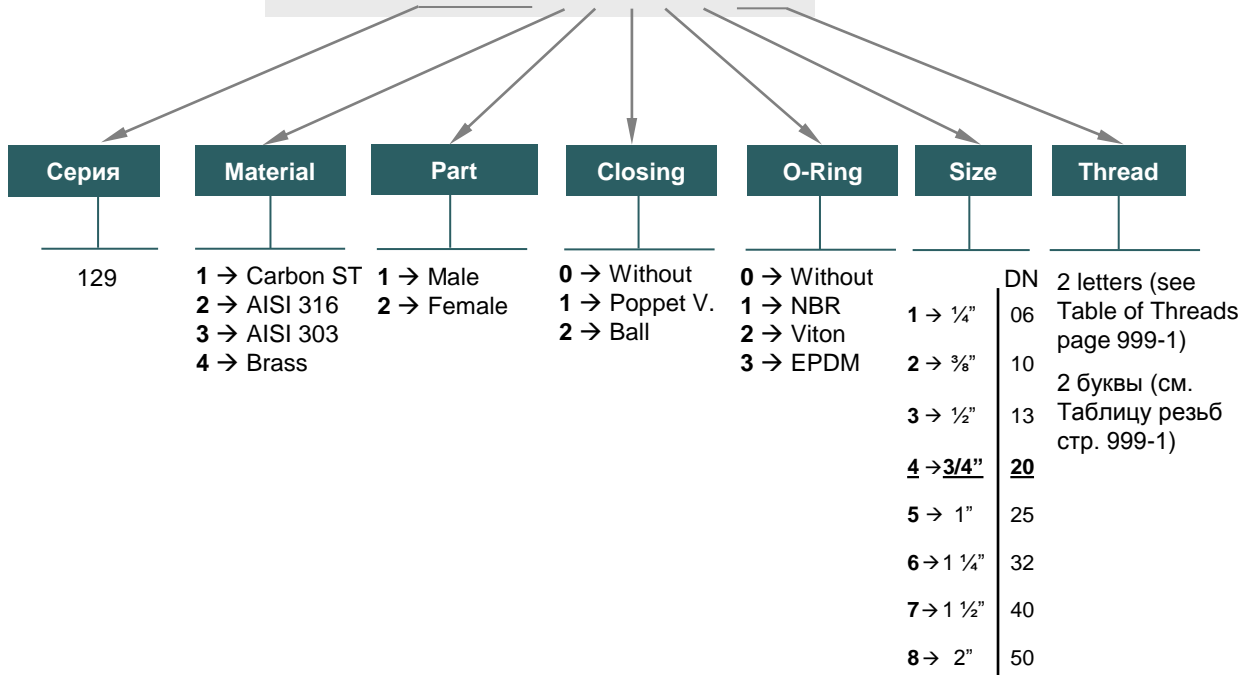 Серия
Material
Part
Closing
O-Ring
Size
Thread
129
1 → Carbon ST
2 → AISI 316
3 → AISI 303
4 → Brass
1 → Male
2 → Female
0 → Without
1 → Poppet V.
2 → Ball
0 → Without
1 → NBR
2 → Viton
3 → EPDM
DN
1 → ¼” 06
2 → ⅜” 10
3 → ½” 13
4 → 3/4” 20
5 → 1” 25
6 → 1 ¼” 32
7 → 1 ½” 40
8 → 2” 50
2 letters (see
Table of Threads
page 999-1)
2 буквы (см.
Таблицу резьб
стр. 999-1)